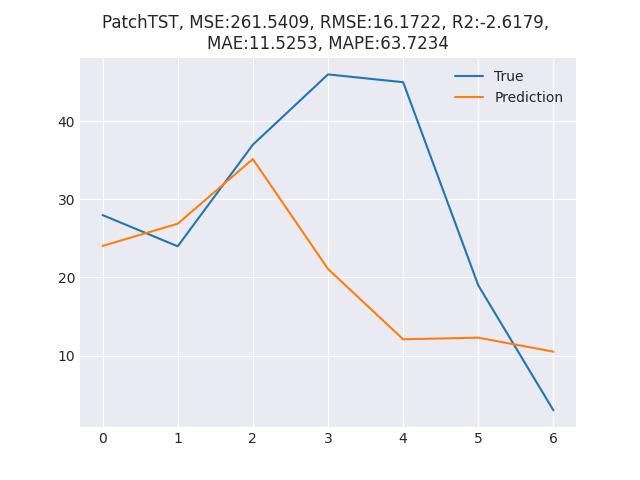 PatchTST, MSE:261.5409, RMSE:16.1722, R2:-2.6179,
MAE:11.5253, MAPE:63.7234
True
Prediction
40
30
20
10
0 1 2 3 4 5 6